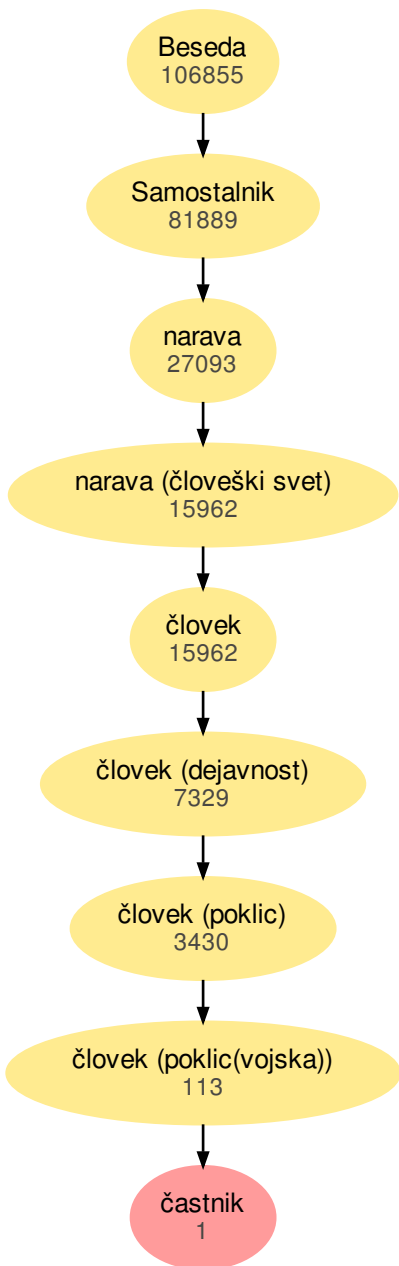 Beseda
106855
Samostalnik
81889
narava
27093
narava (človeški svet)
15962
človek
15962
človek (dejavnost)
7329
človek (poklic)
3430
človek (poklic(vojska))
113
častnik
1